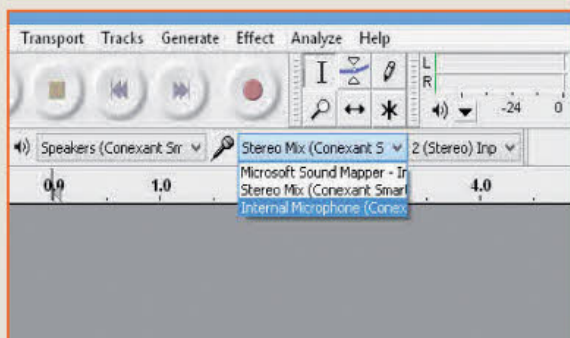 Transport Tracks Generate Effect Analyze Help
L
R
-24 0
Speakers (Conexant Smr
Stereo Mix (Conexant S
2 (Stereo) Inp
0.0 1.0 4.0
Microsoft Sound Mapper - In
Stereo Mix (Conexant Smar
Internal Microphone (Conex